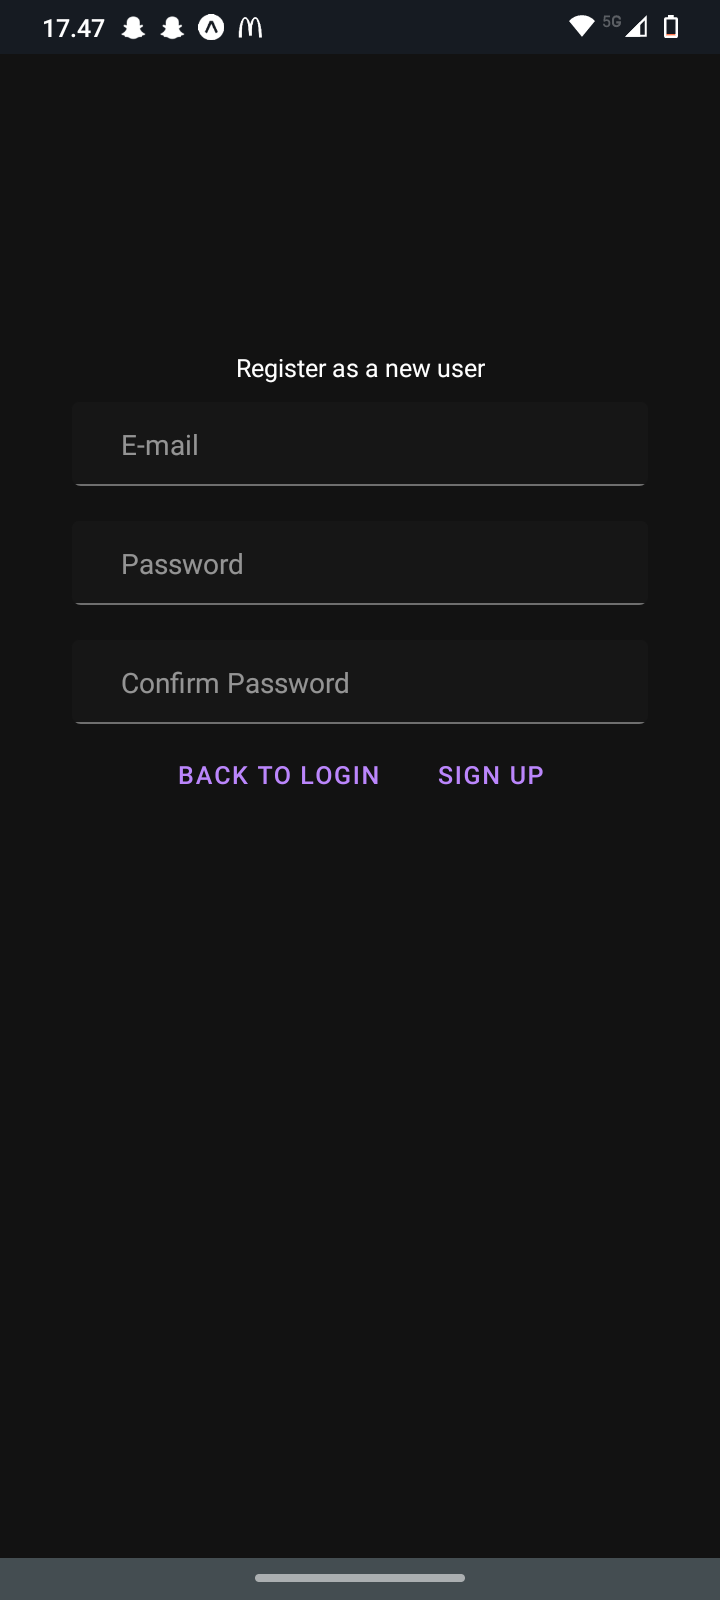 17.47 5G
Register as a new user
E-mail
Password
Confirm Password
BACK TO LOGIN SIGN UP